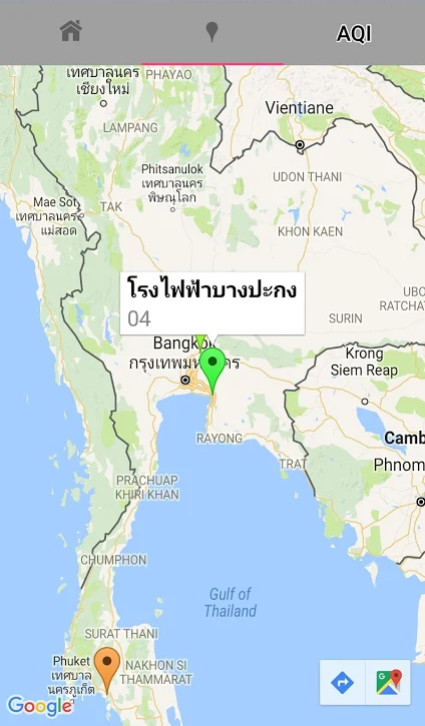 AQI
เทศบาลนคร
เชียงใหม่
PHAYAO
Vientiane
LAMPANG
Phitsanulok
เทศบาลนคร
พิษณุโลก
UDON THANI
Mae Sot
เทศบาลนคร
แม่สอด
TAK
KHON KAEN
โรงไฟฟ้าบางปะกง
04
UBO
RATCHA
SURIN
Bangkok
กรุงเทพมหานคร
Krong
Siem Reap
RAYONG
TRAT
Camb
Phnom
PRACHUAP
KHIRI KHAN
CHUMPHON
Gulf of
Thailand
SURAT THANI
Phuket
เทศบาล
นครภูเก็ต
NAKHON SI
THAMMARAT
Google